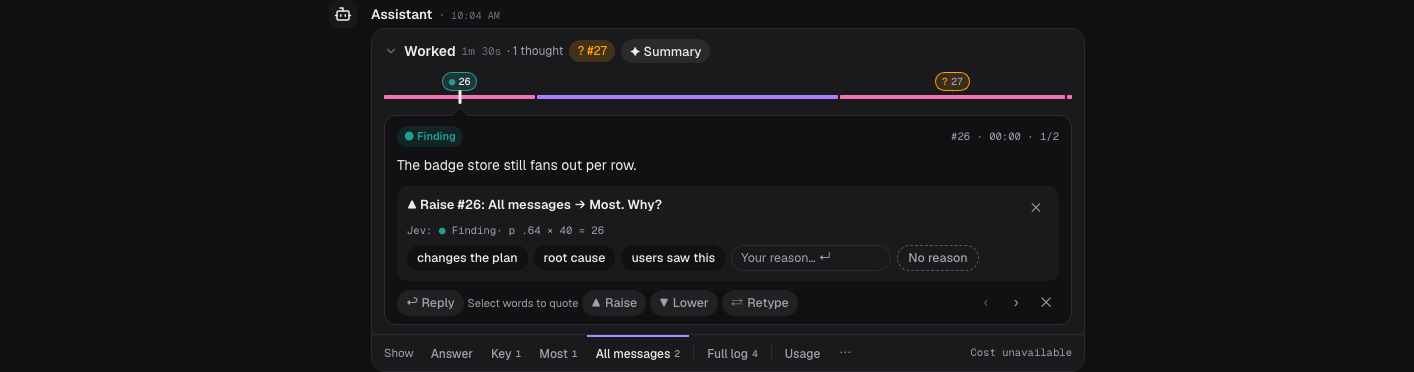 Assistant · 10:04 AM
Worked 1m 30s · 1 thought ? #27 ✦ Summary
26
? 27
Finding #26 · 00:00 · 1/2
The badge store still fans out per row.
▲ Raise #26: All messages → Most. Why? ×
Jev: ● Finding· p .64 × 40 = 26
changes the plan root cause users saw this Your reason… ↵ No reason
↩ Reply Select words to quote ▲ Raise ▼ Lower ⇄ Retype ‹ › ×
Show Answer Key 1 Most 1 All messages 2 Full log 4 Usage ··· Cost unavailable